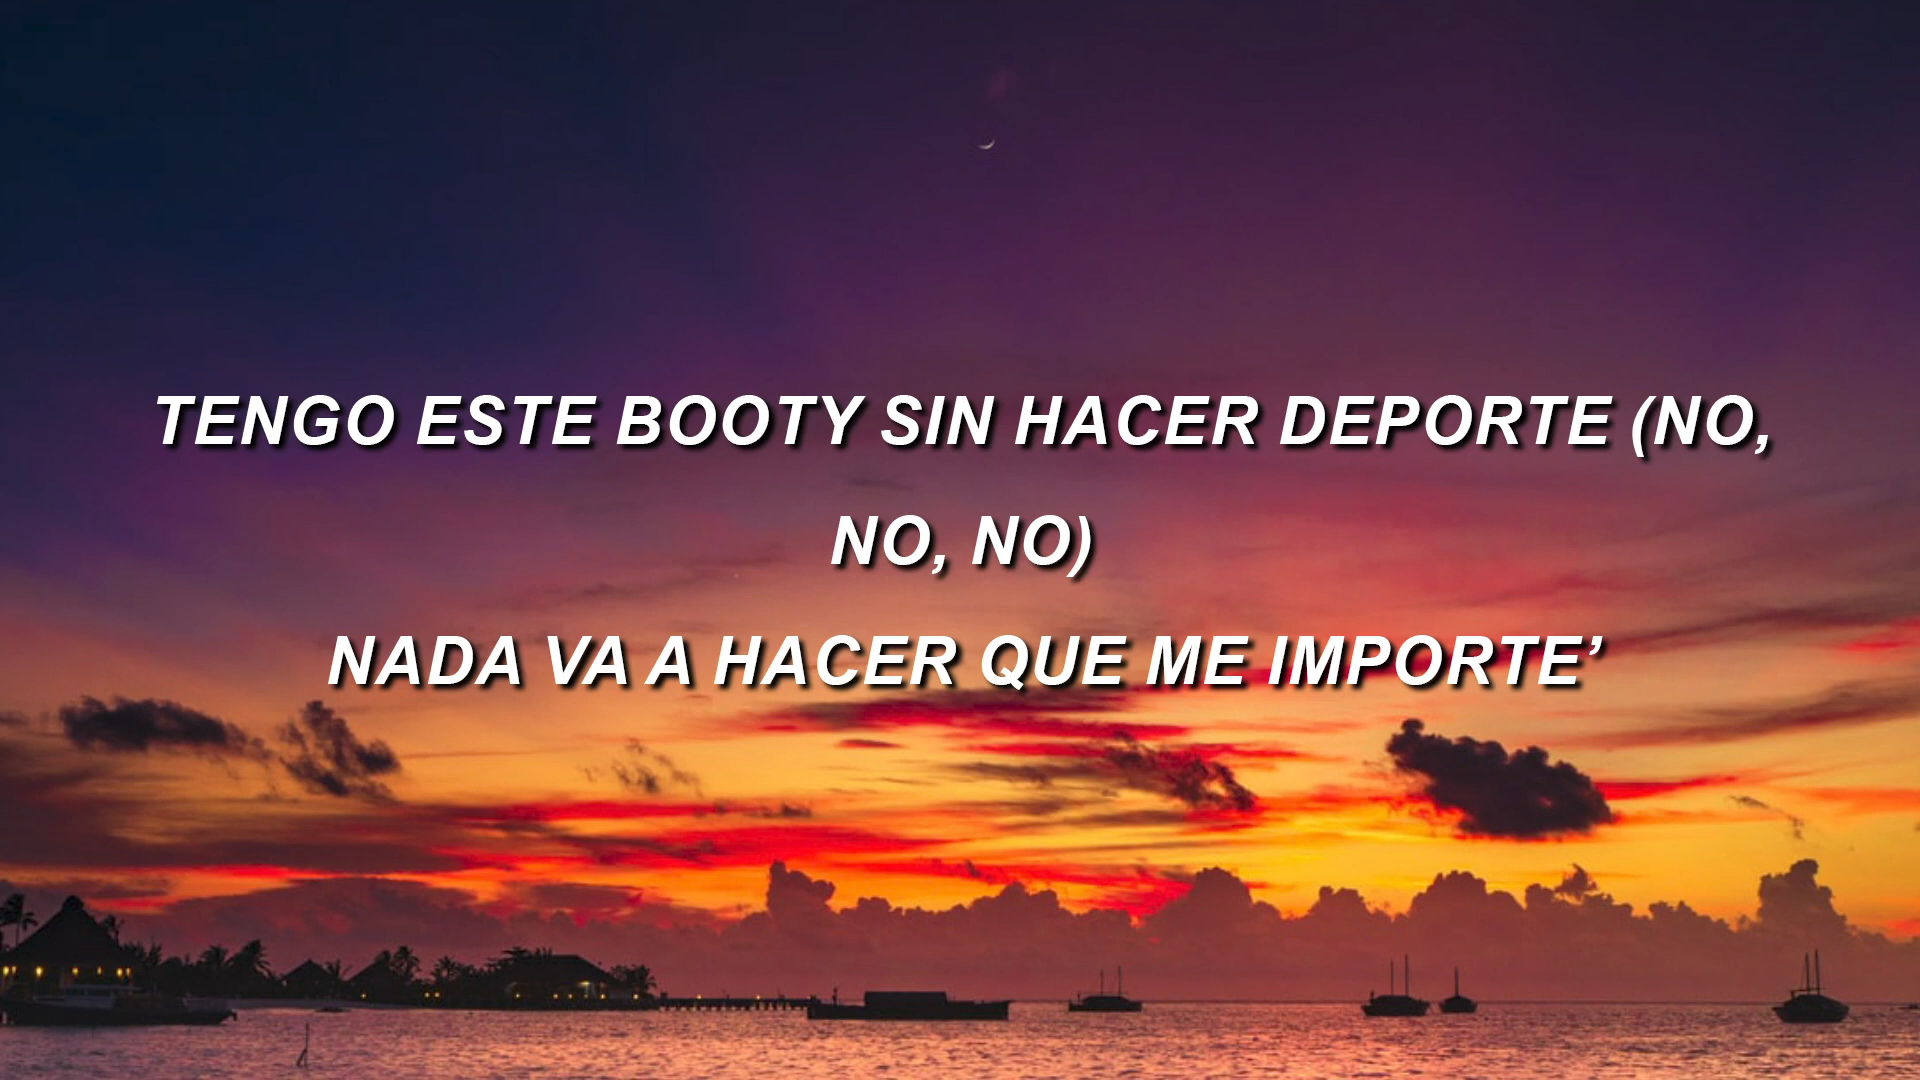 TENGO ESTE BOOTY SIN HACER DEPORTE (NO,
NO, NO)
NADA VA A HACER QUE ME IMPORTE’